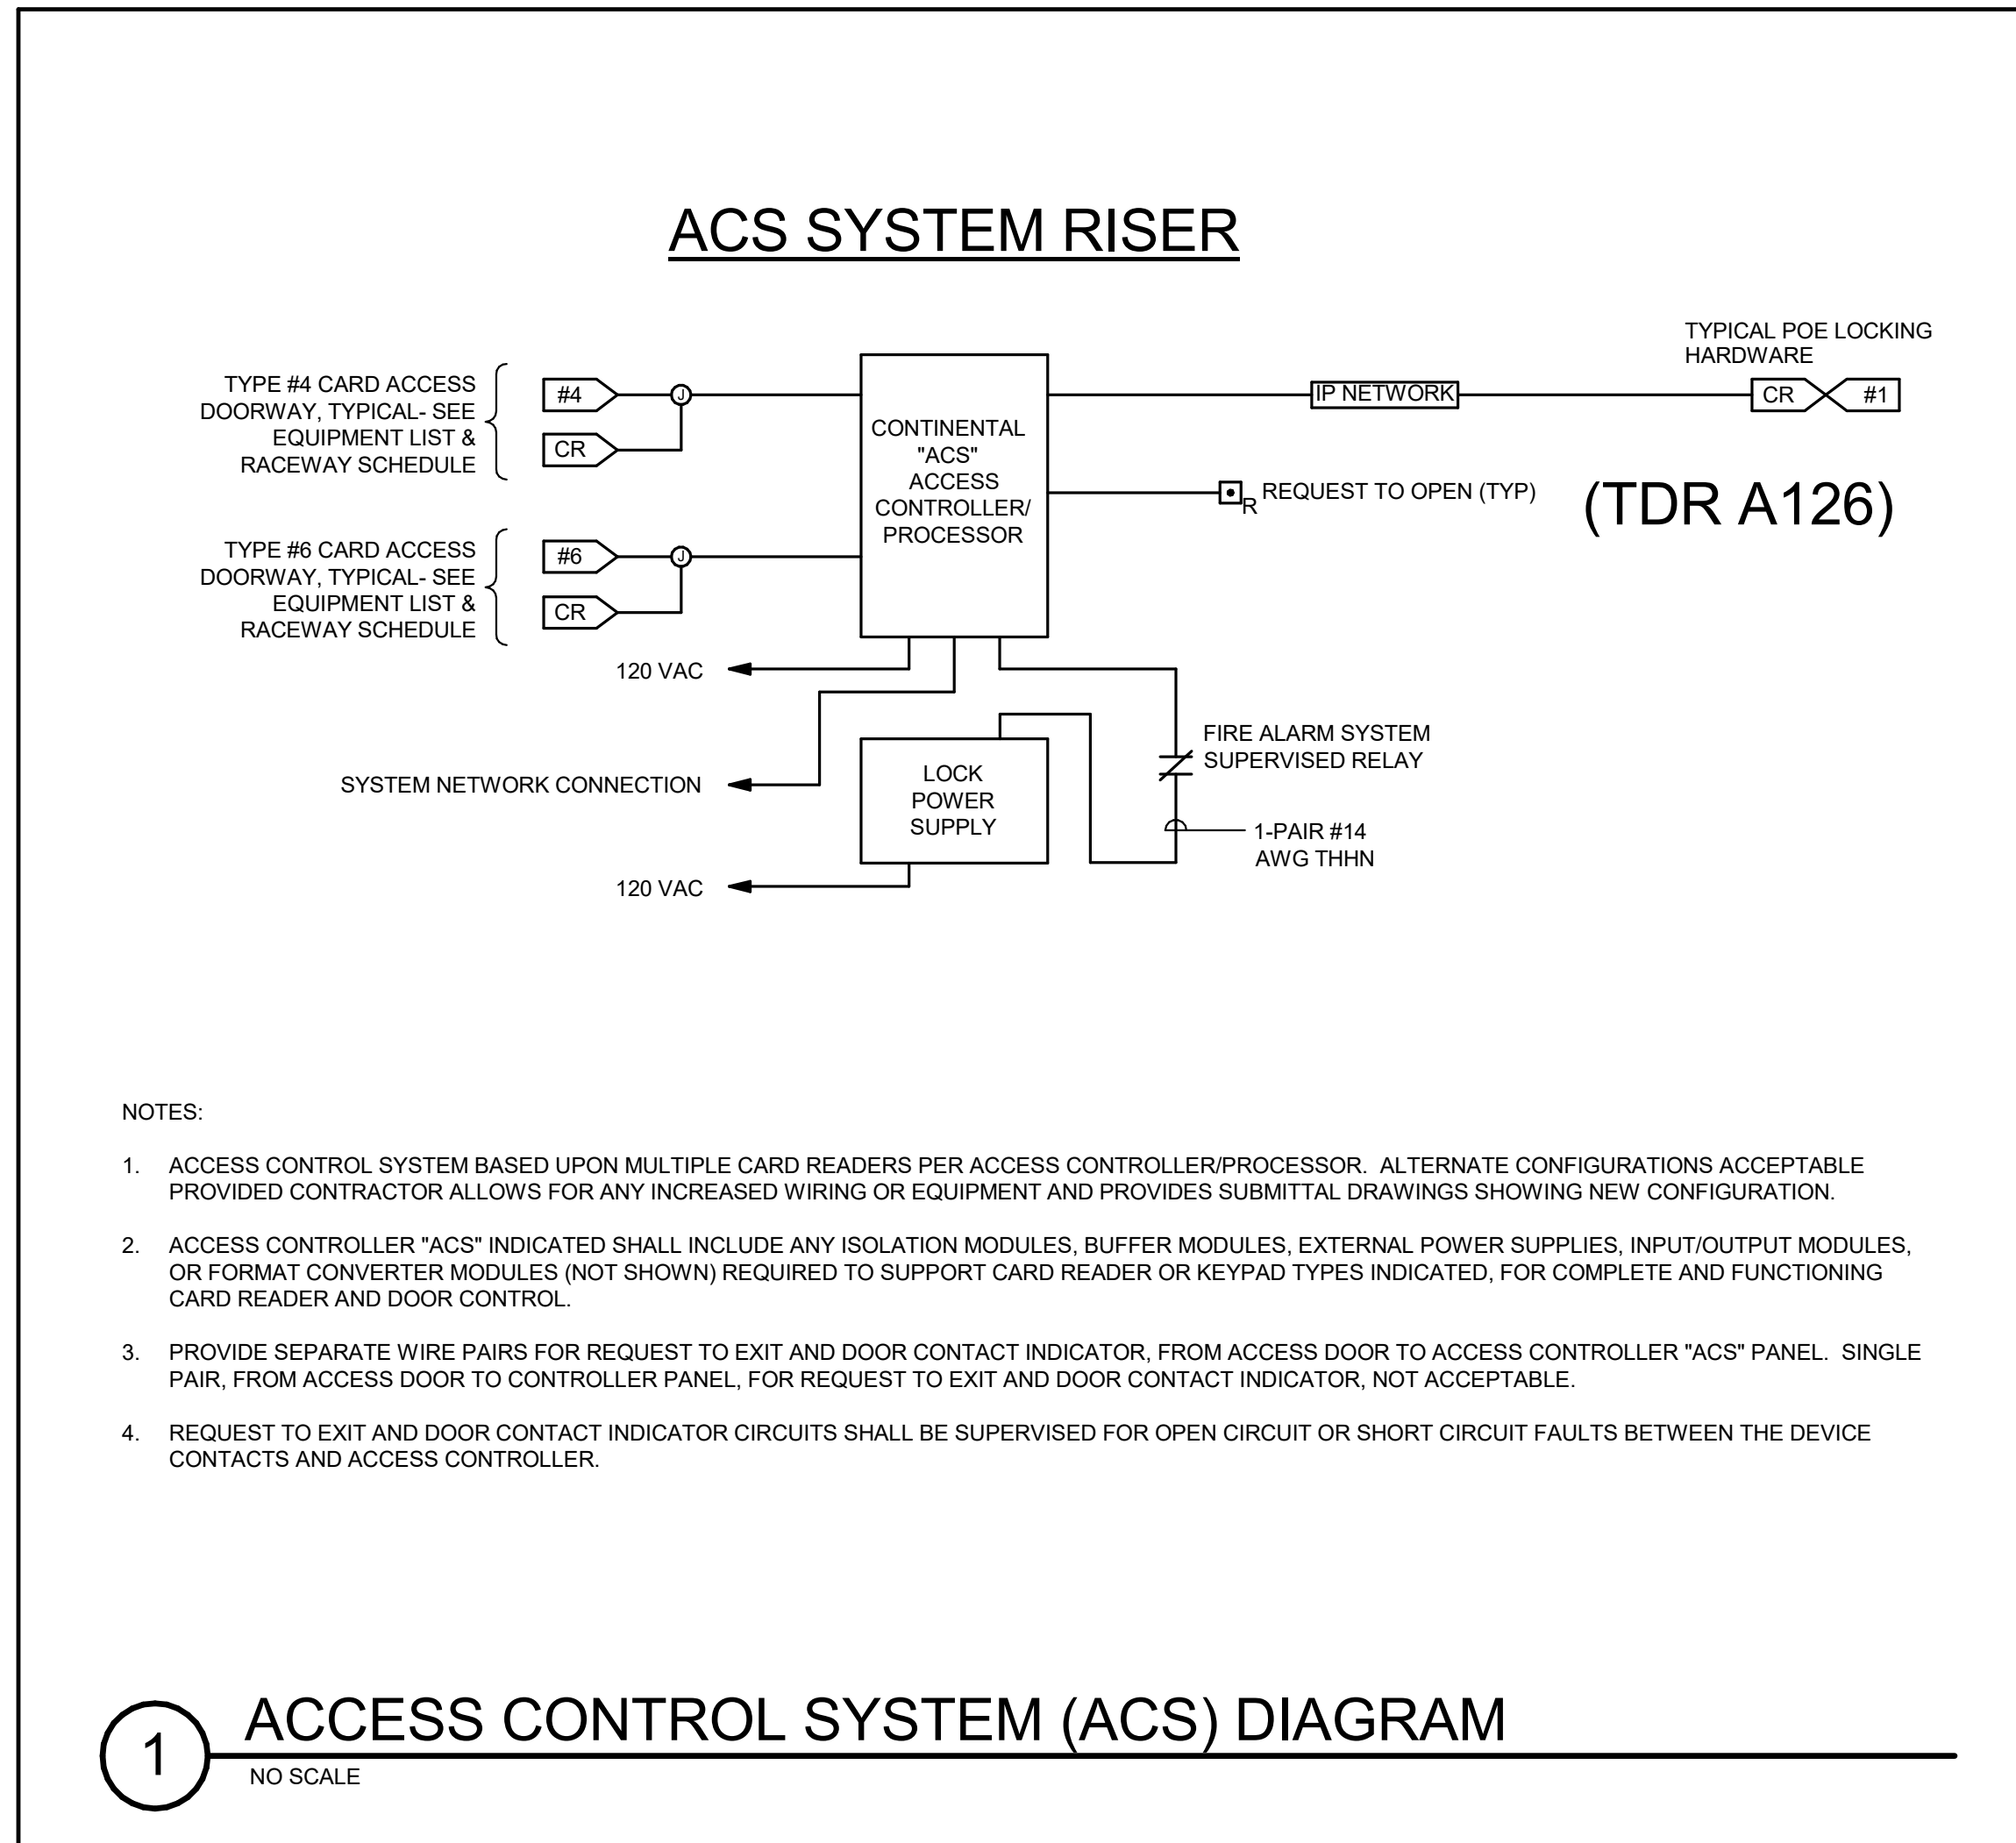 ACS SYSTEM RISER
TYPE #4 CARD ACCESS
DOORWAY, TYPICAL- SEE
EQUIPMENT LIST &
RACEWAY SCHEDULE
#4
J
CR
TYPE #6 CARD ACCESS
DOORWAY, TYPICAL- SEE
EQUIPMENT LIST &
RACEWAY SCHEDULE
#6
J
CR
CONTINENTAL
"ACS"
ACCESS
CONTROLLER/
PROCESSOR
IP NETWORK
TYPICAL POE LOCKING
HARDWARE
CR
#1
R
REQUEST TO OPEN (TYP)
(TDR A126)
120 VAC
SYSTEM NETWORK CONNECTION
LOCK
POWER
SUPPLY
120 VAC
FIRE ALARM SYSTEM
SUPERVISED RELAY
1-PAIR #14
AWG THHN
NOTES:
1. ACCESS CONTROL SYSTEM BASED UPON MULTIPLE CARD READERS PER ACCESS CONTROLLER/PROCESSOR. ALTERNATE CONFIGURATIONS ACCEPTABLE
PROVIDED CONTRACTOR ALLOWS FOR ANY INCREASED WIRING OR EQUIPMENT AND PROVIDES SUBMITTAL DRAWINGS SHOWING NEW CONFIGURATION.
2. ACCESS CONTROLLER "ACS" INDICATED SHALL INCLUDE ANY ISOLATION MODULES, BUFFER MODULES, EXTERNAL POWER SUPPLIES, INPUT/OUTPUT MODULES,
OR FORMAT CONVERTER MODULES (NOT SHOWN) REQUIRED TO SUPPORT CARD READER OR KEYPAD TYPES INDICATED, FOR COMPLETE AND FUNCTIONING
CARD READER AND DOOR CONTROL.
3. PROVIDE SEPARATE WIRE PAIRS FOR REQUEST TO EXIT AND DOOR CONTACT INDICATOR, FROM ACCESS DOOR TO ACCESS CONTROLLER "ACS" PANEL. SINGLE
PAIR, FROM ACCESS DOOR TO CONTROLLER PANEL, FOR REQUEST TO EXIT AND DOOR CONTACT INDICATOR, NOT ACCEPTABLE.
4. REQUEST TO EXIT AND DOOR CONTACT INDICATOR CIRCUITS SHALL BE SUPERVISED FOR OPEN CIRCUIT OR SHORT CIRCUIT FAULTS BETWEEN THE DEVICE
CONTACTS AND ACCESS CONTROLLER.
1
ACCESS CONTROL SYSTEM (ACS) DIAGRAM
NO SCALE